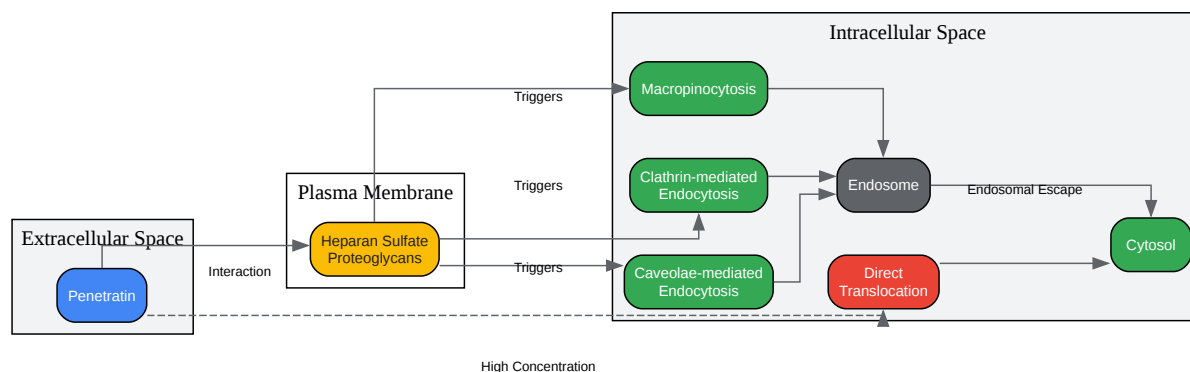 Intracellular Space
Macropinocytosis
Triggers
Plasma Membrane
Clathrin-mediated
Endocytosis
Triggers
Endosome
Endosomal Escape
Extracellular Space
Heparan Sulfate
Proteoglycans
Cytosol
Interaction
Triggers
Caveolae-mediated
Endocytosis
Direct
Translocation
Penetratin
High Concentration